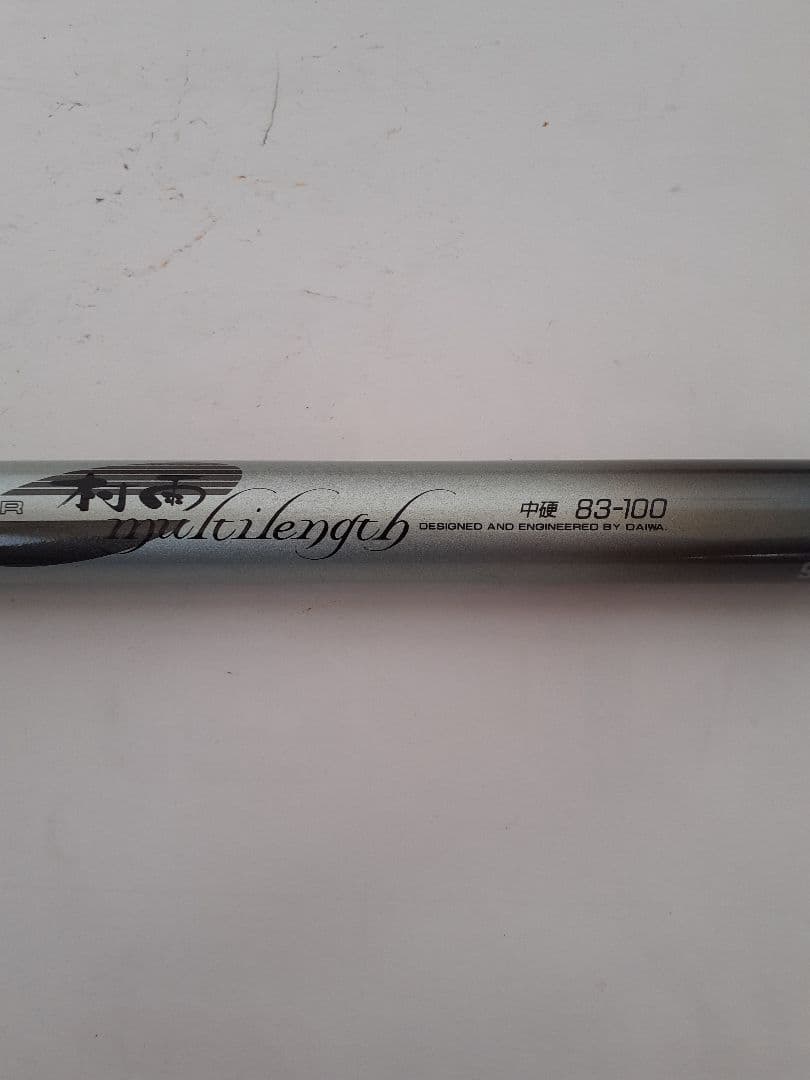 R
村雨
multilength
中硬 83-100
DESIGNED AND ENGINEERED BY DAIWA.